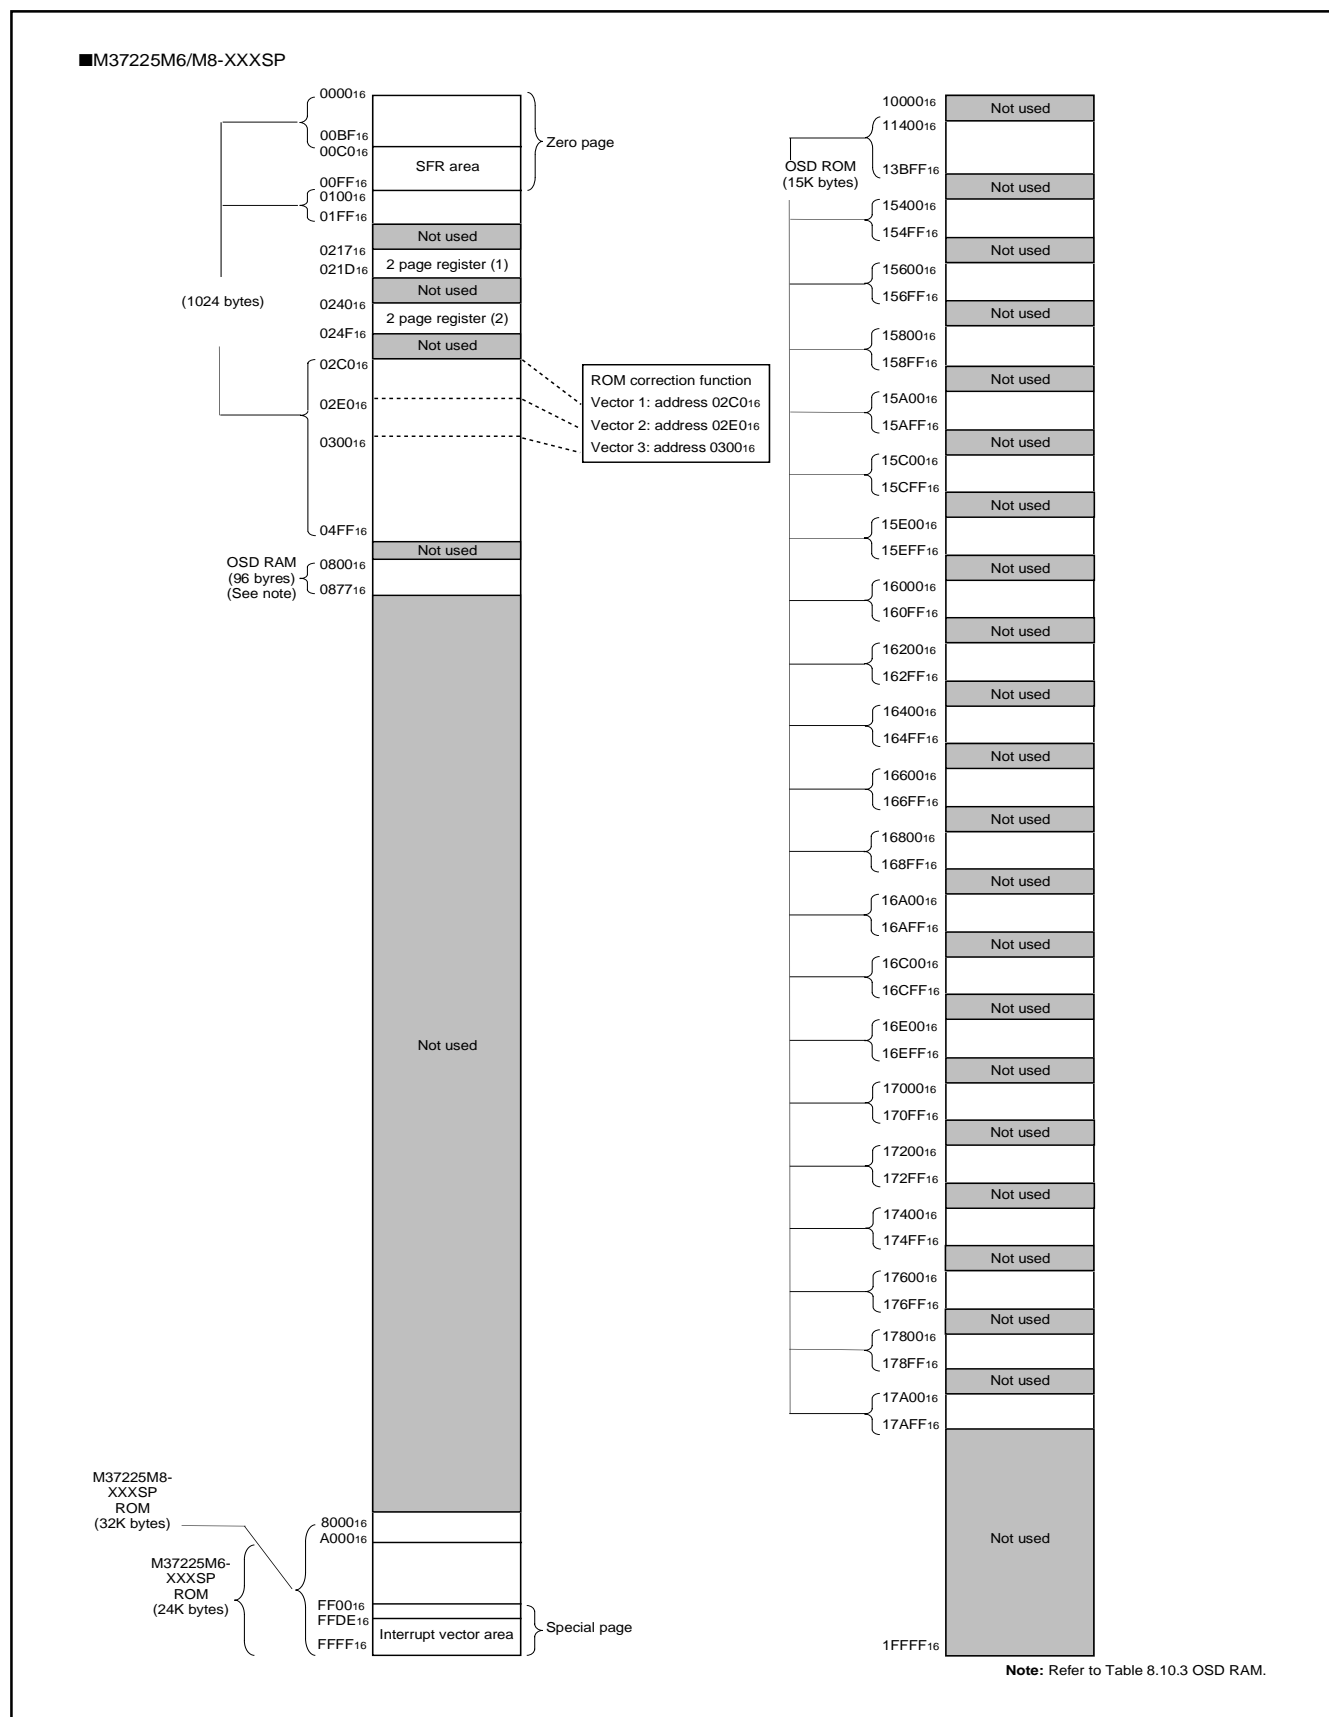 ■M37225M6/M8-XXXSP
000016
00BF16
00C016
SFR area
00FF16
Zero page
010016
01FF16
Not used
021716
2 page register (1)
021D16
Not used
(1024 bytes)
024016
2 page register (2)
024F16
Not used
02C016
02E016
030016
ROM correction function
Vector 1: address 02C016
Vector 2: address 02E016
Vector 3: address 030016
04FF16
Not used
OSD RAM
(96 byres)
(See note)
080016
087716
Not used
M37225M8-
XXXSP
ROM
(32K bytes)
800016
A00016
M37225M6-
XXXSP
ROM
(24K bytes)
FF0016
FFDE16
Interrupt vector area
FFFF16
Special page
1000016
Not used
1140016
OSD ROM
(15K bytes)
13BFF16
Not used
1540016
154FF16
Not used
1560016
156FF16
Not used
1580016
158FF16
Not used
15A0016
15AFF16
Not used
15C0016
15CFF16
Not used
15E0016
15EFF16
Not used
1600016
160FF16
Not used
1620016
162FF16
Not used
1640016
164FF16
Not used
1660016
166FF16
Not used
1680016
168FF16
Not used
16A0016
16AFF16
Not used
16C0016
16CFF16
Not used
16E0016
16EFF16
Not used
1700016
170FF16
Not used
1720016
172FF16
Not used
1740016
174FF16
Not used
1760016
176FF16
Not used
1780016
178FF16
Not used
17A0016
17AFF16
Not used
1FFFF16
Note: Refer to Table 8.10.3 OSD RAM.